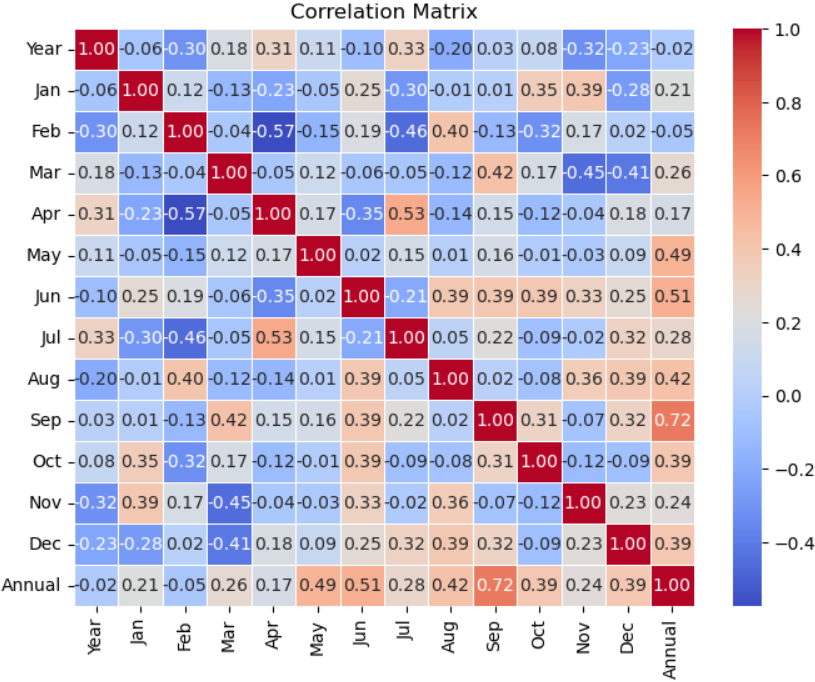 Correlation Matrix
Year 1.00 -0.06 -0.30 0.18 0.31 0.11 -0.10 0.33 -0.20 0.03 0.08 -0.32 -0.23 -0.02
Jan -0.06 1.00 0.12 -0.13 -0.23 -0.05 0.25 -0.30 -0.01 0.01 0.35 0.39 -0.28 0.21
Feb -0.30 0.12 1.00 -0.04 -0.57 -0.15 0.19 -0.46 0.40 -0.13 -0.32 0.17 0.02 -0.05
Mar 0.18 -0.13 -0.04 1.00 -0.05 0.12 -0.06 -0.05 -0.12 0.42 0.17 -0.45 -0.41 0.26
Apr 0.31 -0.23 -0.57 -0.05 1.00 0.17 -0.35 0.53 -0.14 0.15 -0.12 -0.04 0.18 0.17
May 0.11 -0.05 -0.15 0.12 0.17 1.00 0.02 0.15 0.01 0.16 -0.01 -0.03 0.09 0.49
Jun -0.10 0.25 0.19 -0.06 -0.35 0.02 1.00 -0.21 0.39 0.39 0.39 0.33 0.25 0.51
Jul 0.33 -0.30 -0.46 -0.05 0.53 0.15 -0.21 1.00 0.05 0.22 -0.09 -0.02 0.32 0.28
Aug -0.20 -0.01 0.40 -0.12 -0.14 0.01 0.39 0.05 1.00 0.02 -0.08 0.36 0.39 0.42
Sep 0.03 0.01 -0.13 0.42 0.15 0.16 0.39 0.22 0.02 1.00 0.31 -0.07 0.32 0.72
Oct 0.08 0.35 -0.32 0.17 -0.12 -0.01 0.39 -0.09 -0.08 0.31 1.00 -0.12 -0.09 0.39
Nov -0.32 0.39 0.17 -0.45 -0.04 -0.03 0.33 -0.02 0.36 -0.07 -0.12 1.00 0.23 0.24
Dec -0.23 -0.28 0.02 -0.41 0.18 0.09 0.25 0.32 0.39 0.32 -0.09 0.23 1.00 0.39
Annual -0.02 0.21 -0.05 0.26 0.17 0.49 0.51 0.28 0.42 0.72 0.39 0.24 0.39 1.00
Year Jan Feb Mar Apr May Jun Jul Aug Sep Oct Nov Dec Annual
1.0
0.8
0.6
0.4
0.2
0.0
−0.2
−0.4